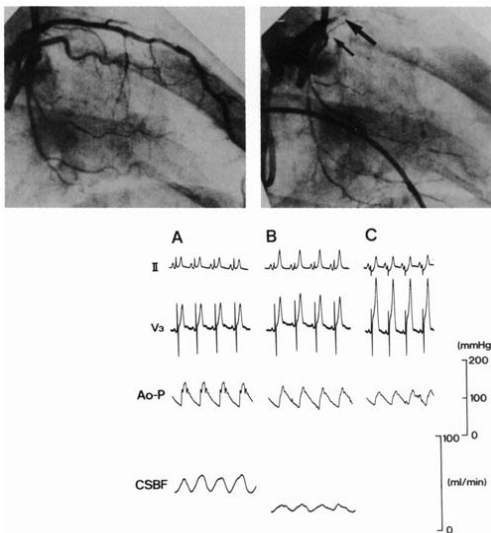 A B C
II
V3
(mmHg)
200
Ao-P
100
0
100
CSBF
(ml/min)
0